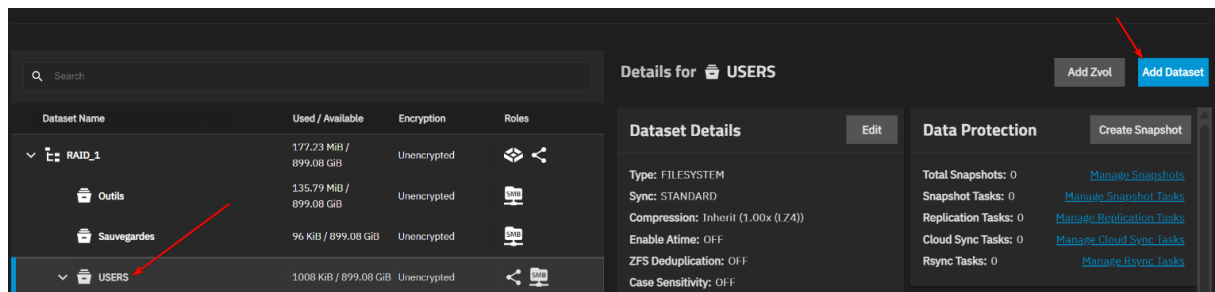 Search
Dataset Name
Used / Available
Encryption
Roles
RAID_1
177.23 MiB /
899.08 GiB
Unencrypted
Outils
135.79 MiB /
899.08 GiB
Unencrypted
SMB
Sauvegardes
96 KiB / 899.08 GiB
Unencrypted
SMB
USERS
1008 KiB / 899.08 GiB
Unencrypted
SMB
Details for USERS
Add Zvol
Add Dataset
Dataset Details
Edit
Type: FILESYSTEM
Sync: STANDARD
Compression: Inherit (1.00x (LZ4))
Enable Atime: OFF
ZFS Deduplication: OFF
Case Sensitivity: OFF
Data Protection
Create Snapshot
Total Snapshots: 0
Manage Snapshots
Snapshot Tasks: 0
Manage Snapshot Tasks
Replication Tasks: 0
Manage Replication Tasks
Cloud Sync Tasks: 0
Manage Cloud Sync Tasks
Rsync Tasks: 0
Manage Rsync Tasks